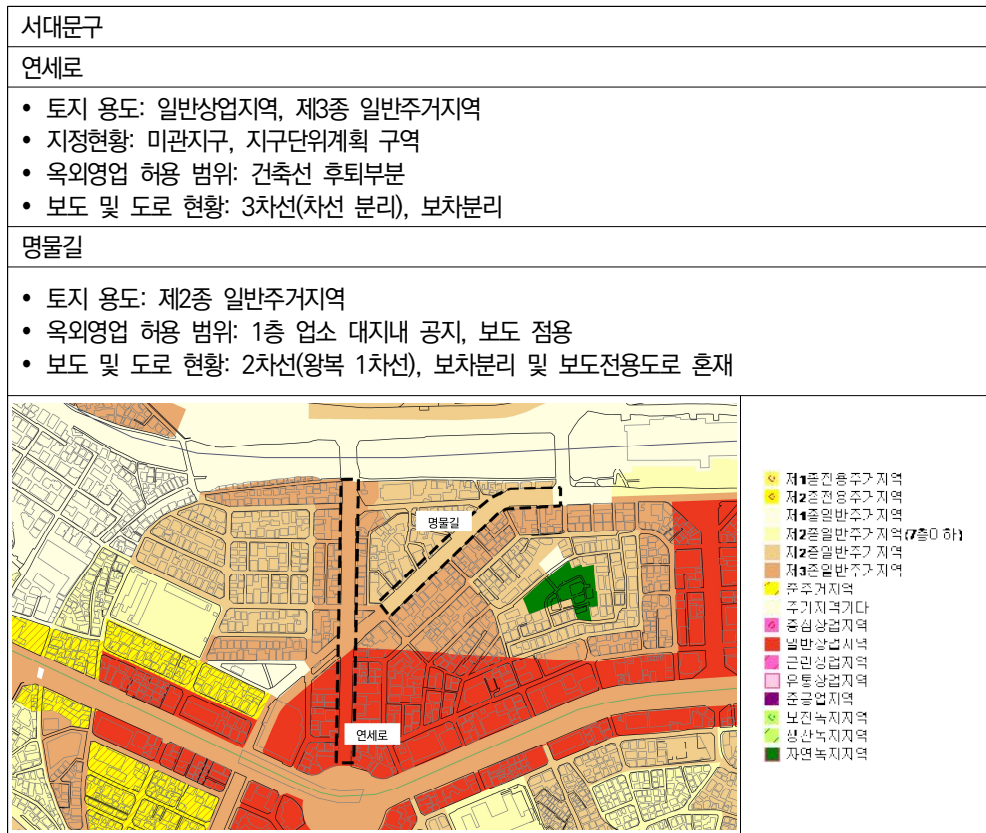 서대문구
연세로
• 토지 용도: 일반상업지역, 제3종 일반주거지역
• 지정현황: 미관지구, 지구단위계획 구역
• 옥외영업 허용 범위: 건축선 후퇴부분
• 보도 및 도로 현황: 3차선(차선 분리), 보차분리
명물길
• 토지 용도: 제2종 일반주거지역
• 옥외영업 허용 범위: 1층 업소 대지내 공지, 보도 점용
• 보도 및 도로 현황: 2차선(왕복 1차선), 보차분리 및 보도전용도로 혼재
명물길
연세로
제1종전용주거지역
제2종전용주거지역
제1종일반주거지역
제2종일반주거지역(7층이하)
제2종일반주거지역
제3종일반주거지역
준주거지역
주거지역기타
중심상업지역
일반상업지역
근린상업지역
유통상업지역
준공업지역
보전녹지지역
생산녹지지역
자연녹지지역